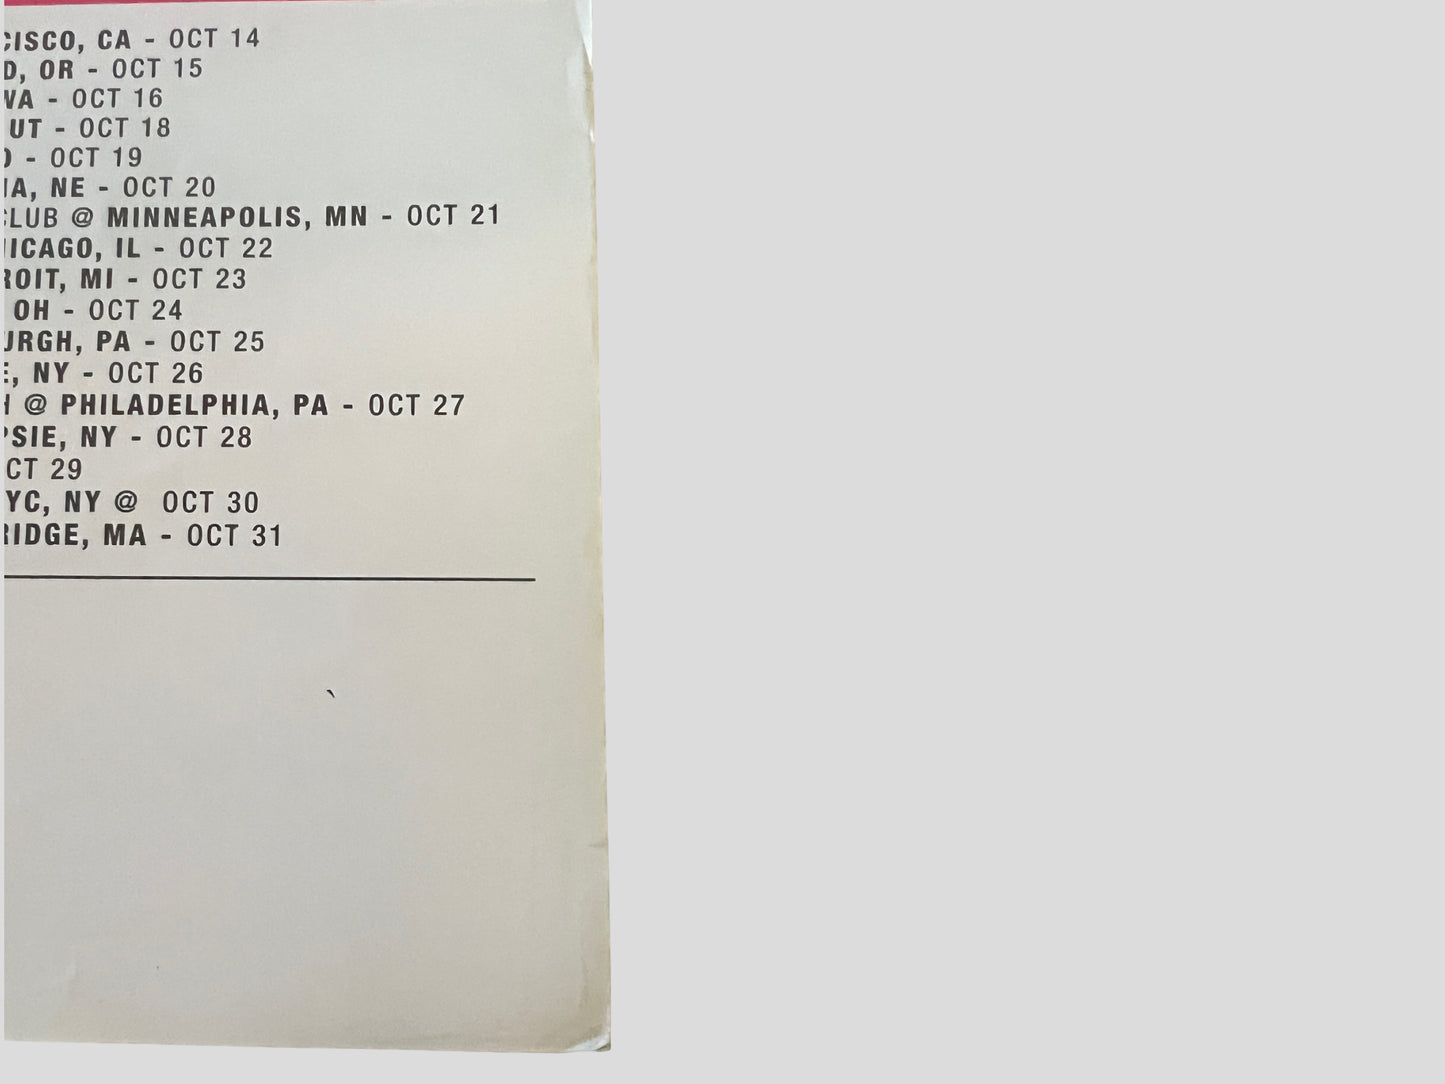 CISCO, CA - OCT 14
D, OR - OCT 15
WA - OCT 16
UT - OCT 18
- OCT 19
HA, NE - OCT 20
CLUB @ MINNEAPOLIS, MN - OCT 21
HICAGO, IL - OCT 22
ROIT, MI - OCT 23
OH - OCT 24
URGH, PA - OCT 25
E, NY - OCT 26
H @ PHILADELPHIA, PA - OCT 27
PSIE, NY - OCT 28
CT 29
YC, NY @ OCT 30
RIDGE, MA - OCT 31